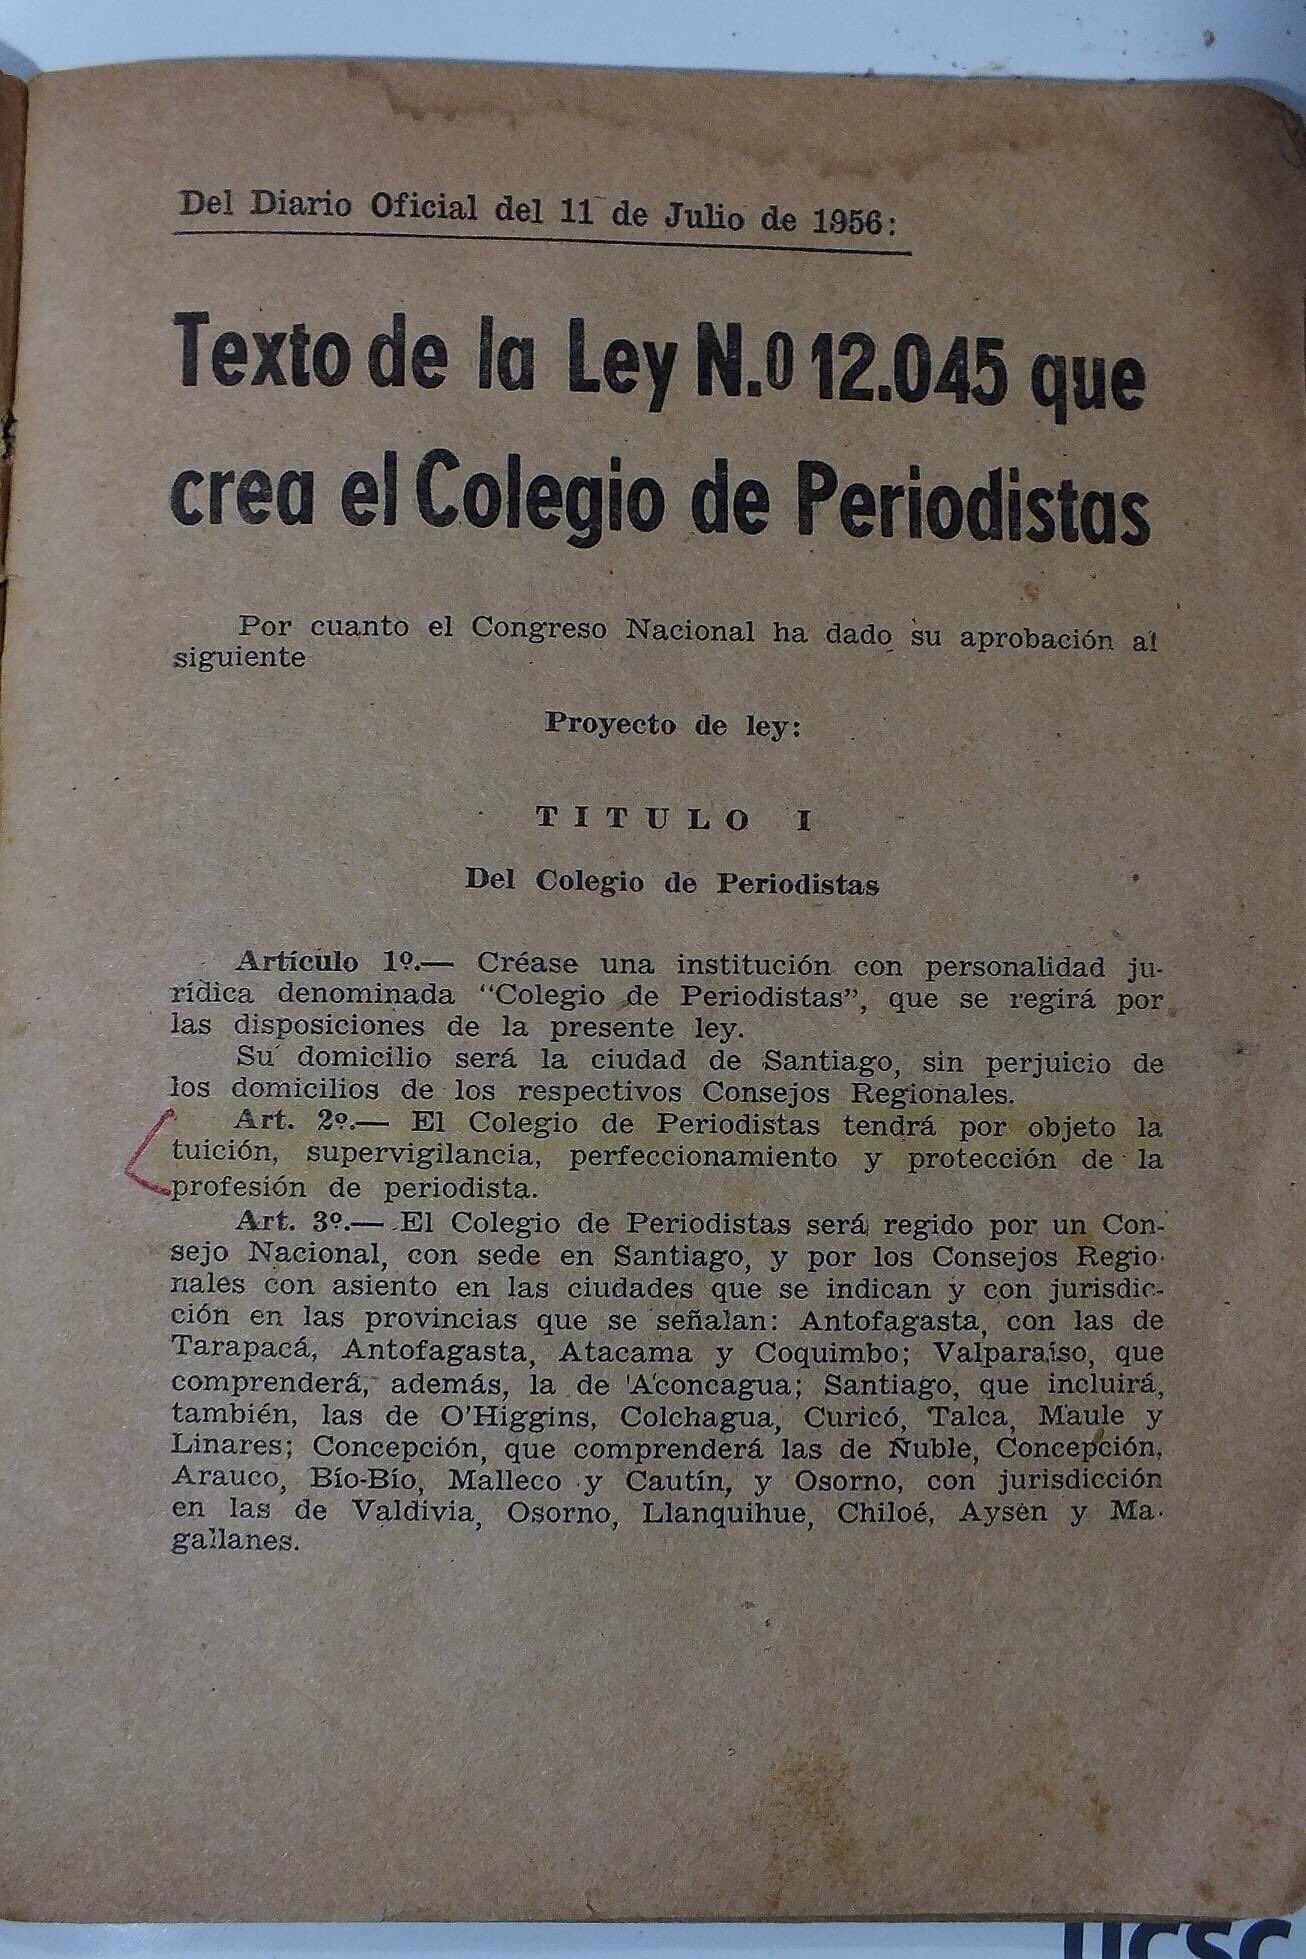 Del Diario Oficial del 11 de Julio de 1956:
Texto de la Ley N.o 12.045 que
crea el Colegio de Periodistas
Por cuanto el Congreso Nacional ha dado su aprobación al
siguiente
Proyecto de ley:
TITULO I
Del Colegio de Periodistas
Artículo 1º.— Créase una institución con personalidad ju-
rídica denominada "Colegio de Periodistas", que se regirá por
las disposiciones de la presente ley.
Su domicilio será la ciudad de Santiago, sin perjuicio de
los domicilios de los respectivos Consejos Regionales.
Art. 2º.— El Colegio de Periodistas tendrá por objeto la
tuición, supervigilancia, perfeccionamiento y protección de la
profesión de periodista.
Art. 3º.— El Colegio de Periodistas será regido por un Con-
sejo Nacional, con sede en Santiago, y por los Consejos Regio-
nales con asiento en las ciudades que se indican y con jurisdic-
ción en las provincias que se señalan: Antofagasta, con las de
Tarapacá, Antofagasta, Atacama y Coquimbo; Valparaíso, que
comprenderá, además, la de Aconcagua; Santiago, que incluirá,
también, las de O'Higgins, Colchagua, Curicó, Talca, Maule y
Linares; Concepción, que comprenderá las de Ñuble, Concepción,
Arauco, Bío-Bío, Malleco y Cautín, y Osorno, con jurisdicción
en las de Valdivia, Osorno, Llanquihue, Chiloé, Aysén y Ma-
gallanes.
ucsc